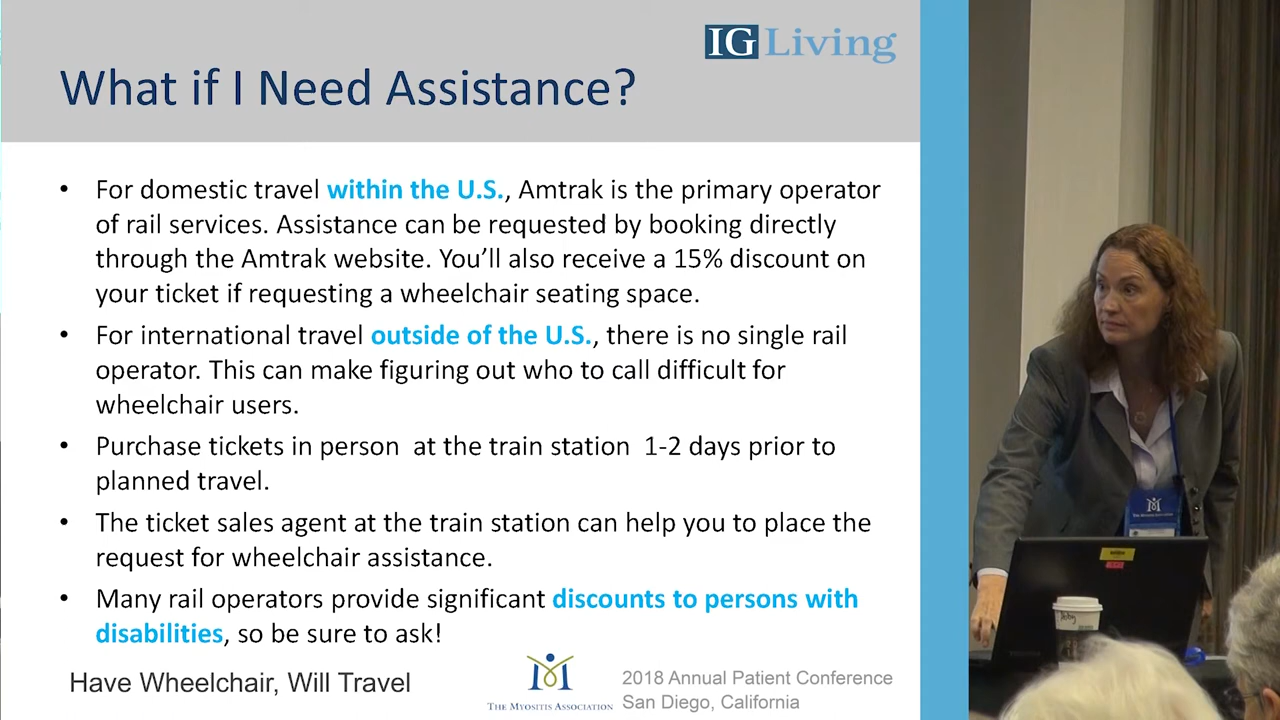 IG Living
What if I Need Assistance?
• For domestic travel within the U.S., Amtrak is the primary operator
of rail services. Assistance can be requested by booking directly
through the Amtrak website. You’ll also receive a 15% discount on
your ticket if requesting a wheelchair seating space.
• For international travel outside of the U.S., there is no single rail
operator. This can make figuring out who to call difficult for
wheelchair users.
• Purchase tickets in person at the train station 1-2 days prior to
planned travel.
• The ticket sales agent at the train station can help you to place the
request for wheelchair assistance.
• Many rail operators provide significant discounts to persons with
disabilities, so be sure to ask!
Have Wheelchair, Will Travel
THE MYOSITIS ASSOCIATION
2018 Annual Patient Conference
San Diego, California
THE MYOSITIS ASSOCIATION